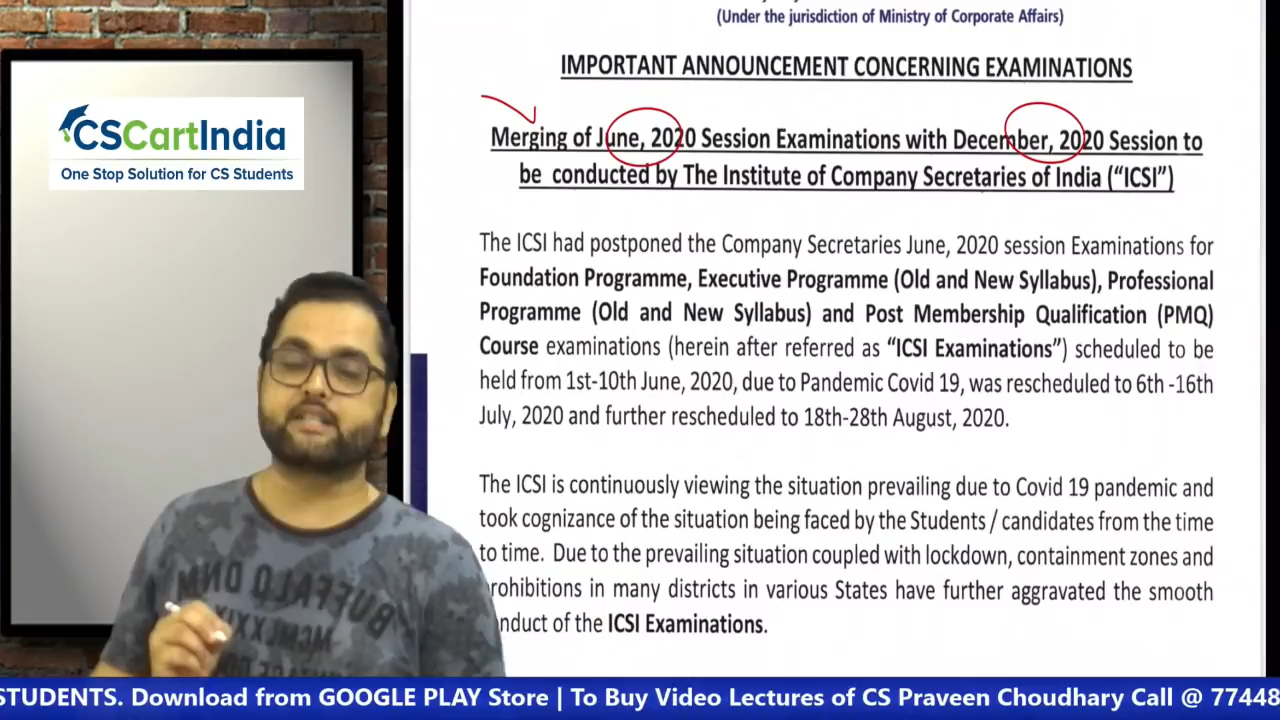 (Under the jurisdiction of Ministry of Corporate Affairs)
IMPORTANT ANNOUNCEMENT CONCERNING EXAMINATIONS
Merging of June, 2020 Session Examinations with December, 2020 Session to
be conducted by The Institute of Company Secretaries of India (“ICSI”)
The ICSI had postponed the Company Secretaries June, 2020 session Examinations for
Foundation Programme, Executive Programme (Old and New Syllabus), Professional
Programme (Old and New Syllabus) and Post Membership Qualification (PMQ)
Course examinations (herein after referred as “ICSI Examinations”) scheduled to be
held from 1st-10th June, 2020, due to Pandemic Covid 19, was rescheduled to 6th -16th
July, 2020 and further rescheduled to 18th-28th August, 2020.
The ICSI is continuously viewing the situation prevailing due to Covid 19 pandemic and
took cognizance of the situation being faced by the Students / candidates from the time
to time. Due to the prevailing situation coupled with lockdown, containment zones and
rohibitions in many districts in various States have further aggravated the smooth
nduct of the ICSI Examinations.
CSCartIndia
One Stop Solution for CS Students
BUFFALO DNM
STUDENTS. Download from GOOGLE PLAY Store | To Buy Video Lectures of CS Praveen Choudhary Call @ 77448